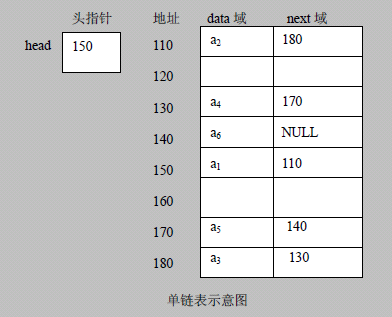 头指针 地址 data 域 next 域
head 150 110 a₂ 180
120
130 a₄ 170
140 a₆ NULL
150 a₁ 110
160
170 a₅ 140
180 a₃ 130
单链表示意图